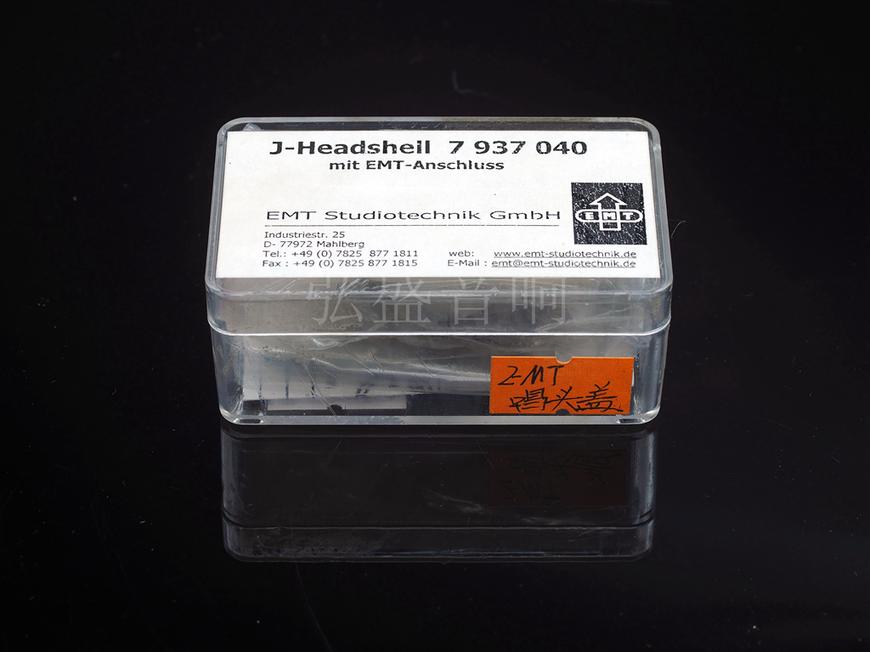 J-Headshell 7 937 040
mit EMT-Anschluss
EMT
EMT Studiotechnik GmbH
Industriestr. 25
D- 77972 Mahlberg
Tel.: +49 (0) 7825 877 1811 web: www.emt-studiotechnik.de
Fax : +49 (0) 7825 877 1815 E-Mail : emt@emt-studiotechnik.de
弘盛音响
2-MT
唱头盖